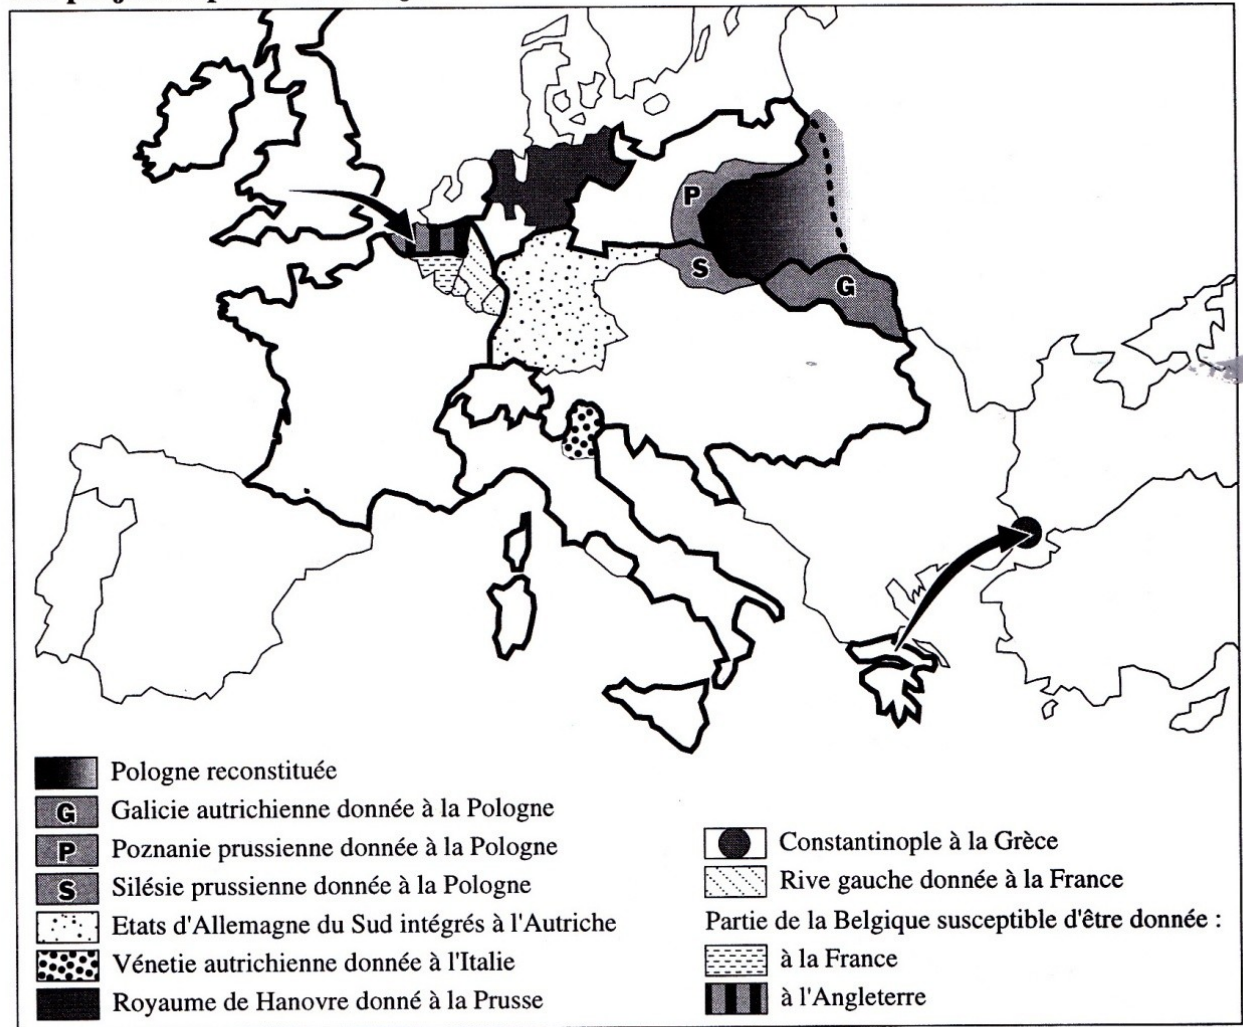 P
S
G
Pologne reconstituée
G Galicie autrichienne donnée à la Pologne
P Poznanie prussienne donnée à la Pologne
S Silésie prussienne donnée à la Pologne
Etats d'Allemagne du Sud intégrés à l'Autriche
Vénetie autrichienne donnée à l'Italie
Royaume de Hanovre donné à la Prusse
Constantinople à la Grèce
Rive gauche donnée à la France
Partie de la Belgique susceptible d'être donnée :
à la France
à l'Angleterre